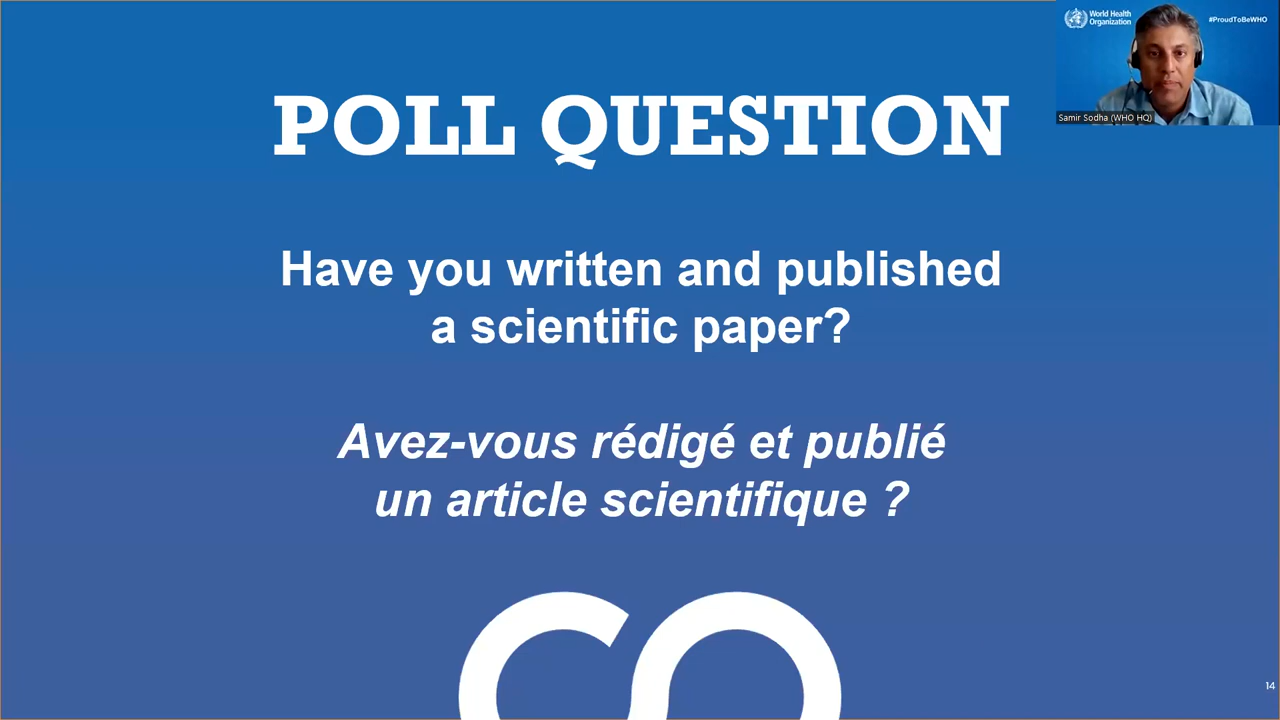 World Health
Organization
#ProudToBeWHO
Samir Sodha (WHO HQ)
POLL QUESTION
Have you written and published
a scientific paper?
Avez-vous rédigé et publié
un article scientifique ?
14